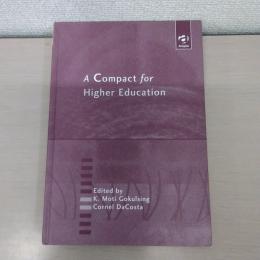 A Compact for
Higher Education
Edited by
K. Moti Gokulsing
Cornel DaCosta